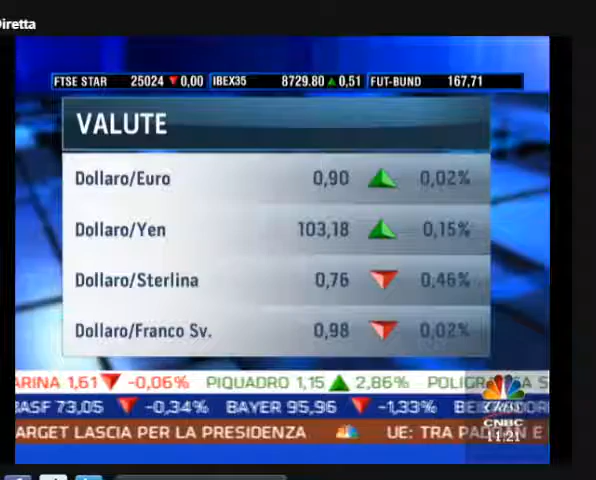 Diretta
FTSE STAR 25024 0,00 IBEX35 8729.80 0,51 FUT-BUND 167,71
VALUTE
Dollaro/Euro 0,90 0,02%
Dollaro/Yen 103,18 0,15%
Dollaro/Sterlina 0,76 0,46%
Dollaro/Franco Sv. 0,98 0,02%
ARINA 1,61 -0,06% PIQUADRO 1,15 2,86% POLIGR
BASF 73,05 -0,34% BAYER 95,96 -1,33%
CLASS
CNBC
ARGET LASCIA PER LA PRESIDENZA UE: TRA E
11:21